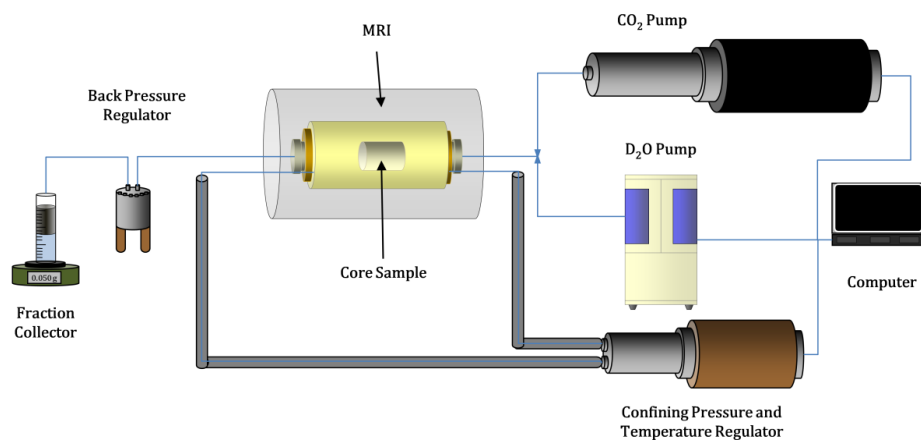 CO₂ Pump
MRI
Back Pressure
Regulator
D₂O Pump
Core Sample
0.050 g
Computer
Fraction
Collector
Confining Pressure and
Temperature Regulator